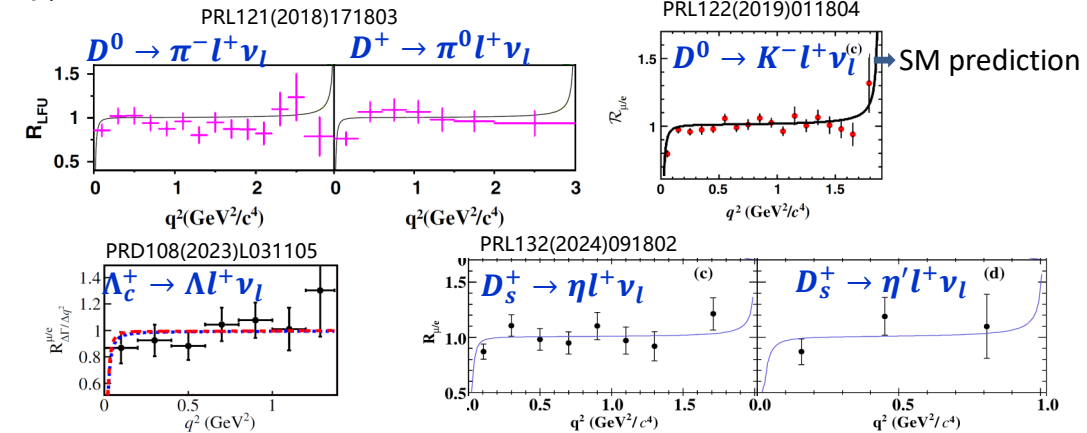 PRL121(2018)171803
D⁰ → π⁻l⁺ν_l
D⁺ → π⁰l⁺ν_l
R_LFU
1.5
1
0.5
0 1 2 0 1 2 3
q²(GeV²/c⁴) q²(GeV²/c⁴)
PRL122(2019)011804
D⁰ → K⁻l⁺ν_l (c)
SM prediction
R_μ/e
1.5
1
0 0.5 1 1.5
q² (GeV²/c⁴)
PRD108(2023)L031105
Λ_c⁺ → Λl⁺ν_l
1.4
1.2
1
0.8
0.6
0 0.5 1
q² (GeV²)
PRL132(2024)091802
D_s⁺ → ηl⁺ν_l (c)
D_s⁺ → η′l⁺ν_l (d)
R_μ/e
1.5
1.0
0.5
.0 0.5 1.0 1.5 0.0 0.5 1.0
q² (GeV²/c⁴) q² (GeV²/c⁴)